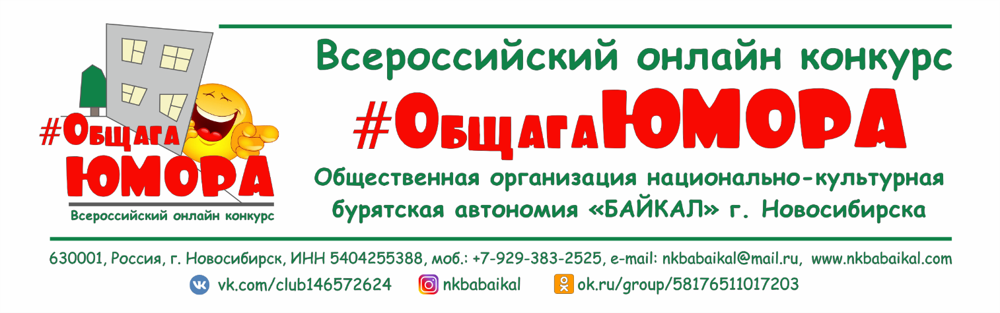 #Общага
ЮМОРА
Всероссийский онлайн конкурс
Всероссийский онлайн конкурс
#ОбщагаЮМОРА
Общественная организация национально-культурная
бурятская автономия «БАЙКАЛ» г. Новосибирска
630001, Россия, г. Новосибирск, ИНН 5404255388, моб.: +7-929-383-2525, e-mail: nkbabaikal@mail.ru, www.nkbabaikal.com
vk.com/club146572624 nkbabaikal ok.ru/group/58176511017203